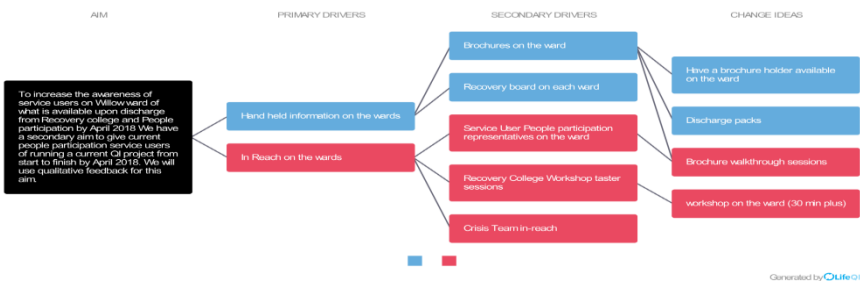 AIM
PRIMARY DRIVERS
SECONDARY DRIVERS
CHANGE IDEAS
To increase the awareness of
service users on Willow ward of
what is available upon discharge
from Recovery college and People
participation by April 2018 We have
a secondary aim to give current
people participation service users
of running a current QI project from
start to finish by April 2018. We will
use qualitative feedback for this
aim.
Hand held information on the wards
In Reach on the wards
Brochures on the ward
Recovery board on each ward
Service User People participation
representatives on the ward
Recovery College Workshop taster
sessions
Crisis Team in-reach
Have a brochure holder available
on the ward
Discharge packs
Brochure walkthrough sessions
workshop on the ward (30 min plus)
Generated by LifeQI